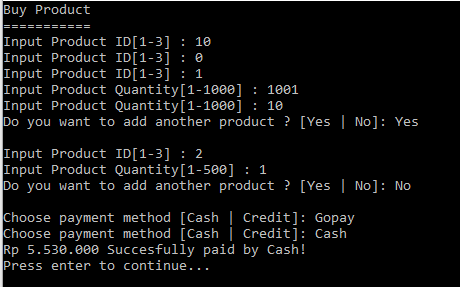 Buy Product
===========
Input Product ID[1-3] : 10
Input Product ID[1-3] : 0
Input Product ID[1-3] : 1
Input Product Quantity[1-1000] : 1001
Input Product Quantity[1-1000] : 10
Do you want to add another product ? [Yes | No]: Yes
Input Product ID[1-3] : 2
Input Product Quantity[1-500] : 1
Do you want to add another product ? [Yes | No]: No
Choose payment method [Cash | Credit]: Gopay
Choose payment method [Cash | Credit]: Cash
Rp 5.530.000 Succesfully paid by Cash!
Press enter to continue...